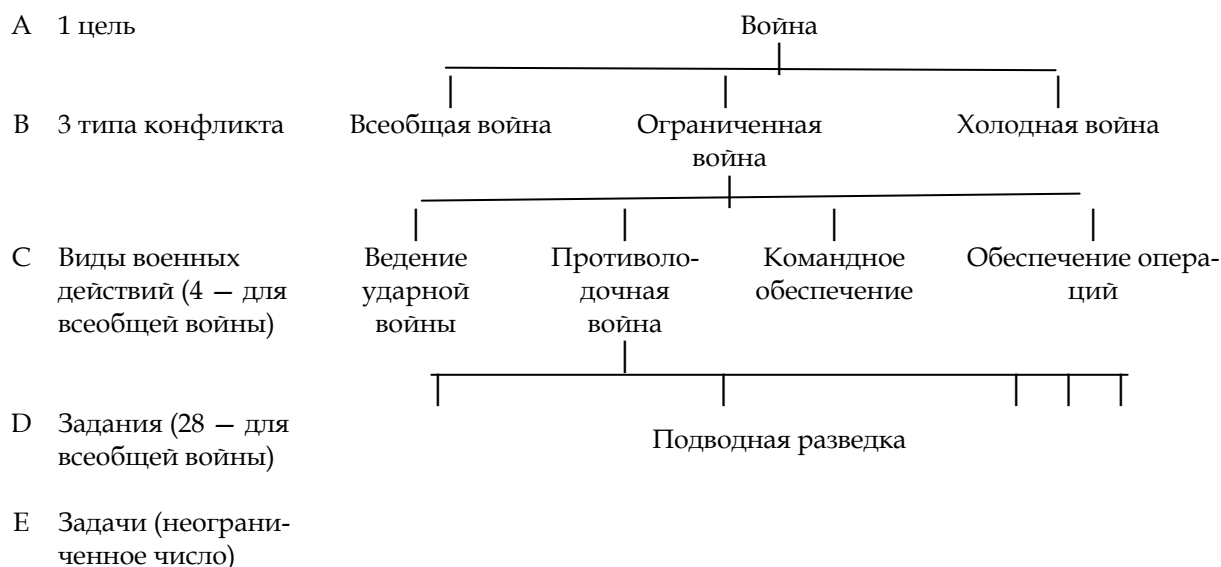 A 1 цель Война
B 3 типа конфликта Всеобщая война Ограниченная Холодная война
война
C Виды военных Ведение Противоло- Командное Обеспечение опера-
действий (4 — для ударной дочная обеспечение ций
всеобщей войны) войны война
D Задания (28 — для
всеобщей войны) Подводная разведка
E Задачи (неограни-
ченное число)